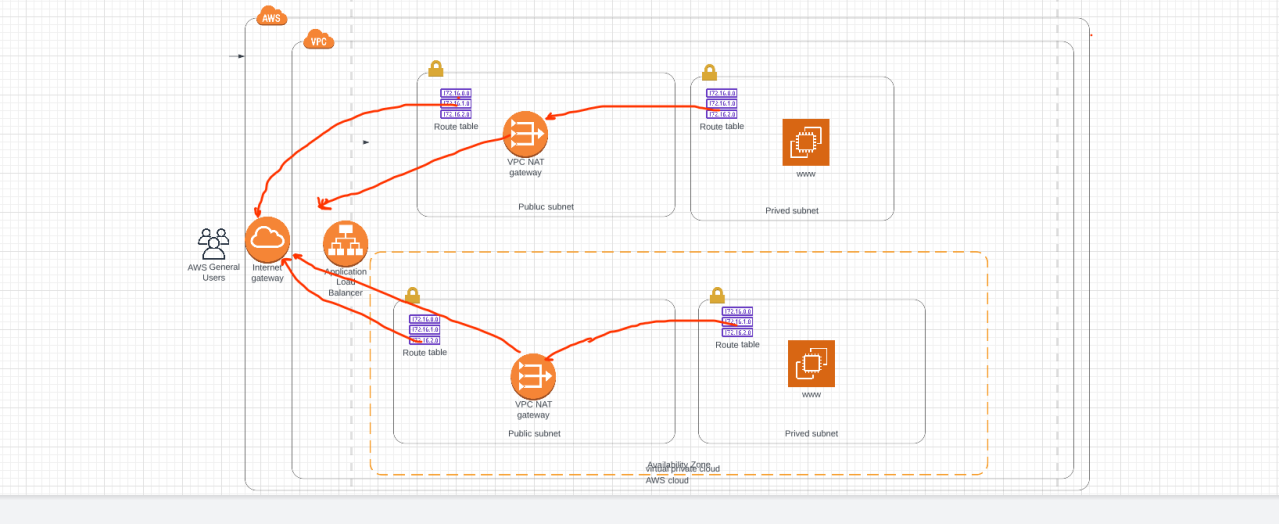 AWS
VPC
172.16.0.0
172.16.1.0
172.16.2.0
Route table
VPC NAT
gateway
Publuc subnet
172.16.0.0
172.16.1.0
172.16.2.0
Route table
www
Prived subnet
AWS General
Users
Internet
gateway
Application
Load
Balancer
172.16.0.0
172.16.1.0
172.16.2.0
Route table
VPC NAT
gateway
Public subnet
172.16.0.0
172.16.1.0
172.16.2.0
Route table
www
Prived subnet
Availability Zone
virtual private cloud
AWS cloud